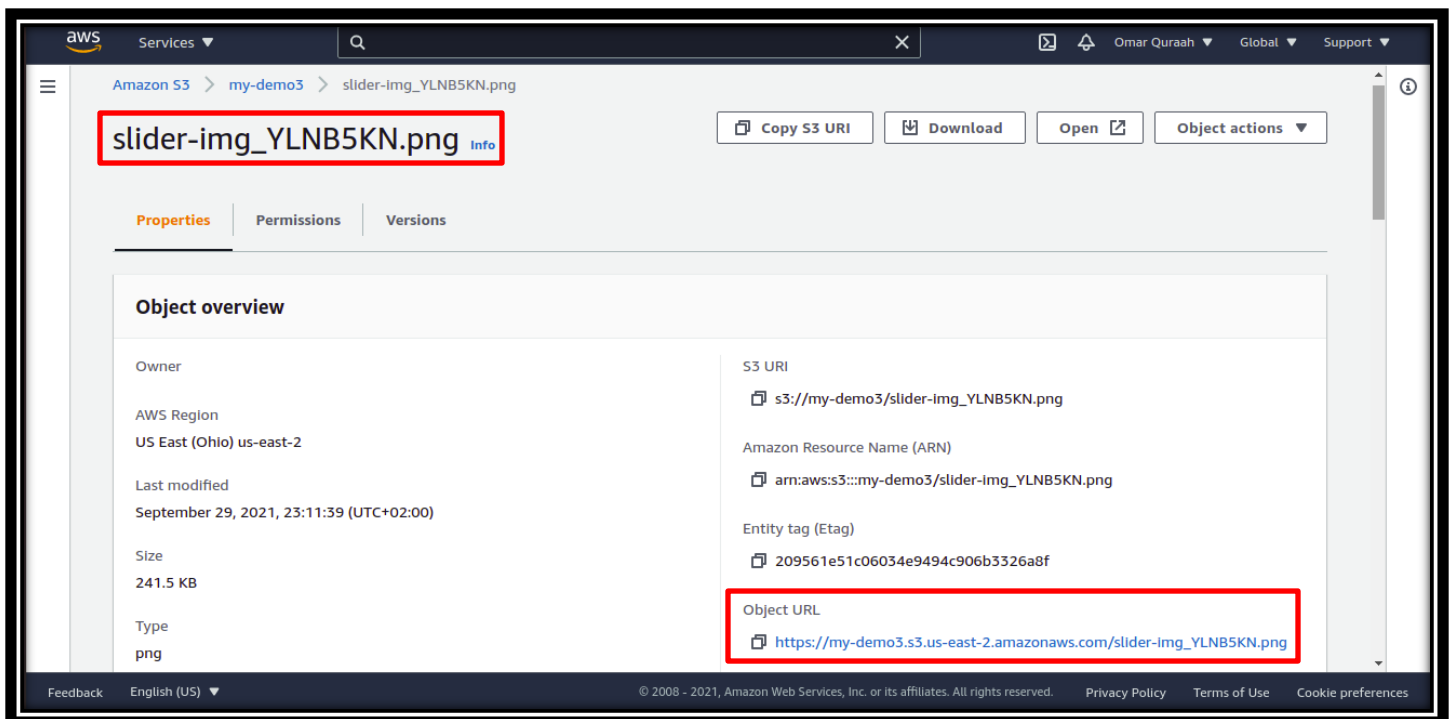 aws Services ▼ Omar Quraah ▼ Global ▼ Support ▼
Amazon S3 > my-demo3 > slider-img_YLNB5KN.png
slider-img_YLNB5KN.png Info
Copy S3 URI Download Open Object actions ▼
Properties Permissions Versions
Object overview
Owner
AWS Region
US East (Ohio) us-east-2
Last modified
September 29, 2021, 23:11:39 (UTC+02:00)
Size
241.5 KB
Type
png
S3 URI
s3://my-demo3/slider-img_YLNB5KN.png
Amazon Resource Name (ARN)
arn:aws:s3:::my-demo3/slider-img_YLNB5KN.png
Entity tag (Etag)
209561e51c06034e9494c906b3326a8f
Object URL
https://my-demo3.s3.us-east-2.amazonaws.com/slider-img_YLNB5KN.png
Feedback English (US) ▼ © 2008 - 2021, Amazon Web Services, Inc. or its affiliates. All rights reserved. Privacy Policy Terms of Use Cookie preferences